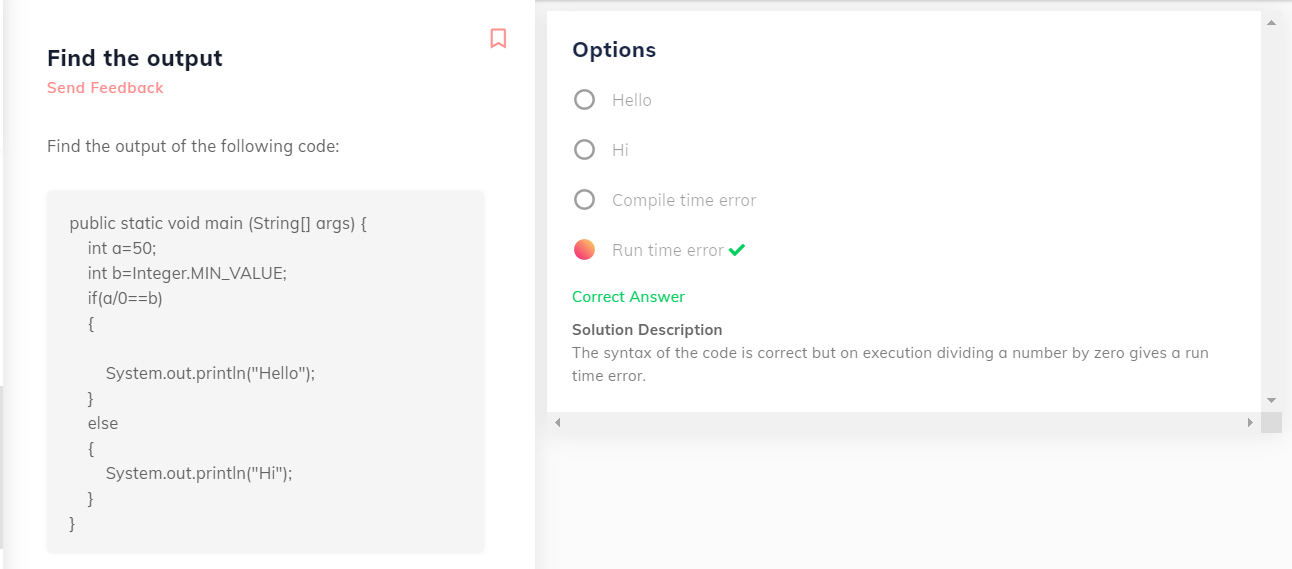 Find the output
Send Feedback
Find the output of the following code:
public static void main (String[] args) {
int a=50;
int b=Integer.MIN_VALUE;
if(a/0==b)
{
System.out.println("Hello");
}
else
{
System.out.println("Hi");
}
}
Options
Hello
Hi
Compile time error
Run time error
Correct Answer
Solution Description
The syntax of the code is correct but on execution dividing a number by zero gives a run
time error.